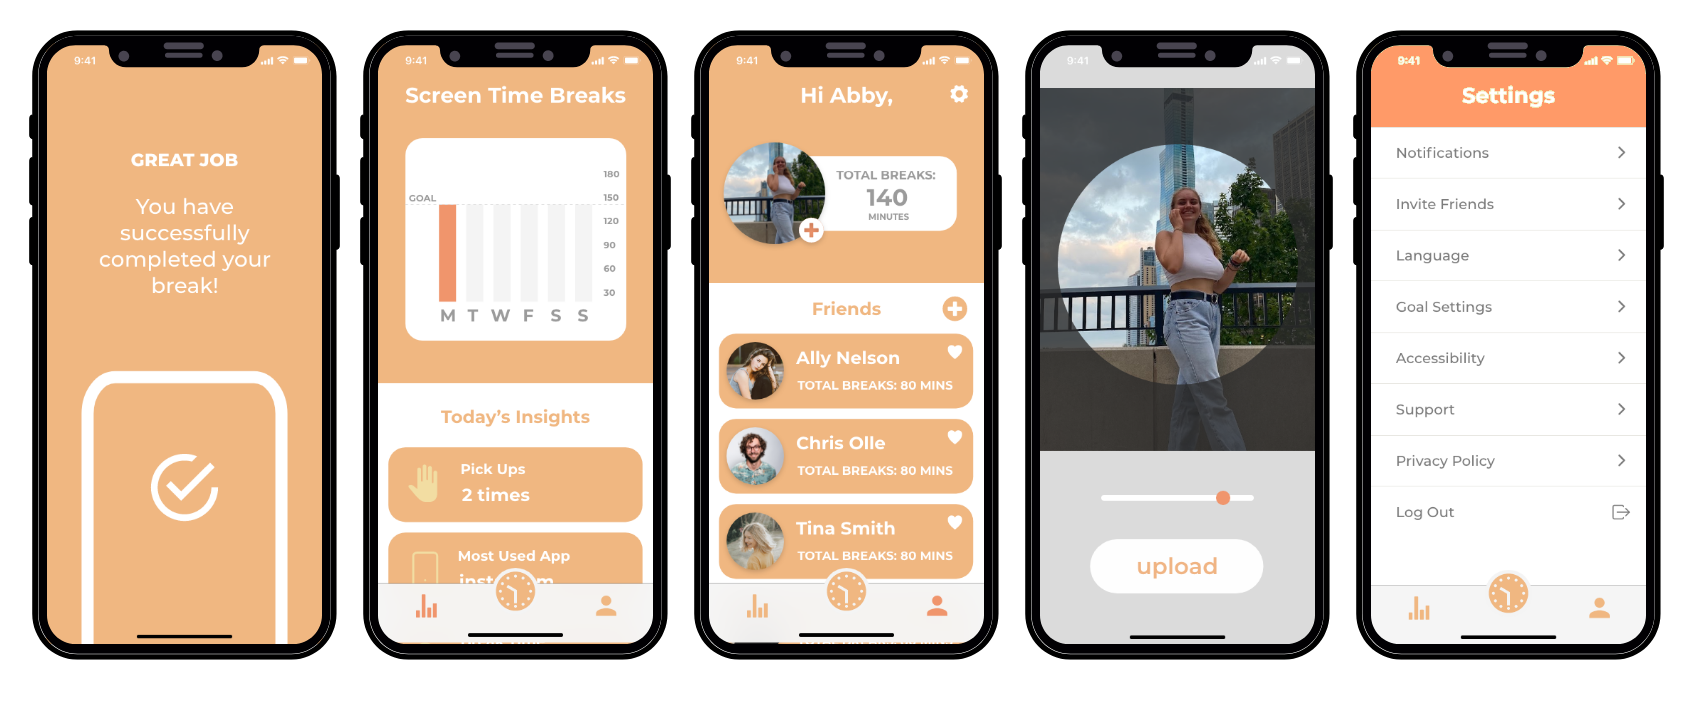 9:41
GREAT JOB
You have
successfully
completed your
break!
9:41
Screen Time Breaks
180
GOAL
150
120
90
60
30
M T W F S S
Today’s Insights
Pick Ups
2 times
Most Used App
9:41
Hi Abby,
TOTAL BREAKS:
140
MINUTES
Friends
Ally Nelson
TOTAL BREAKS: 80 MINS
Chris Olle
TOTAL BREAKS: 80 MINS
Tina Smith
TOTAL BREAKS: 80 MINS
9:41
upload
9:41
Settings
Notifications
Invite Friends
Language
Goal Settings
Accessibility
Support
Privacy Policy
Log Out